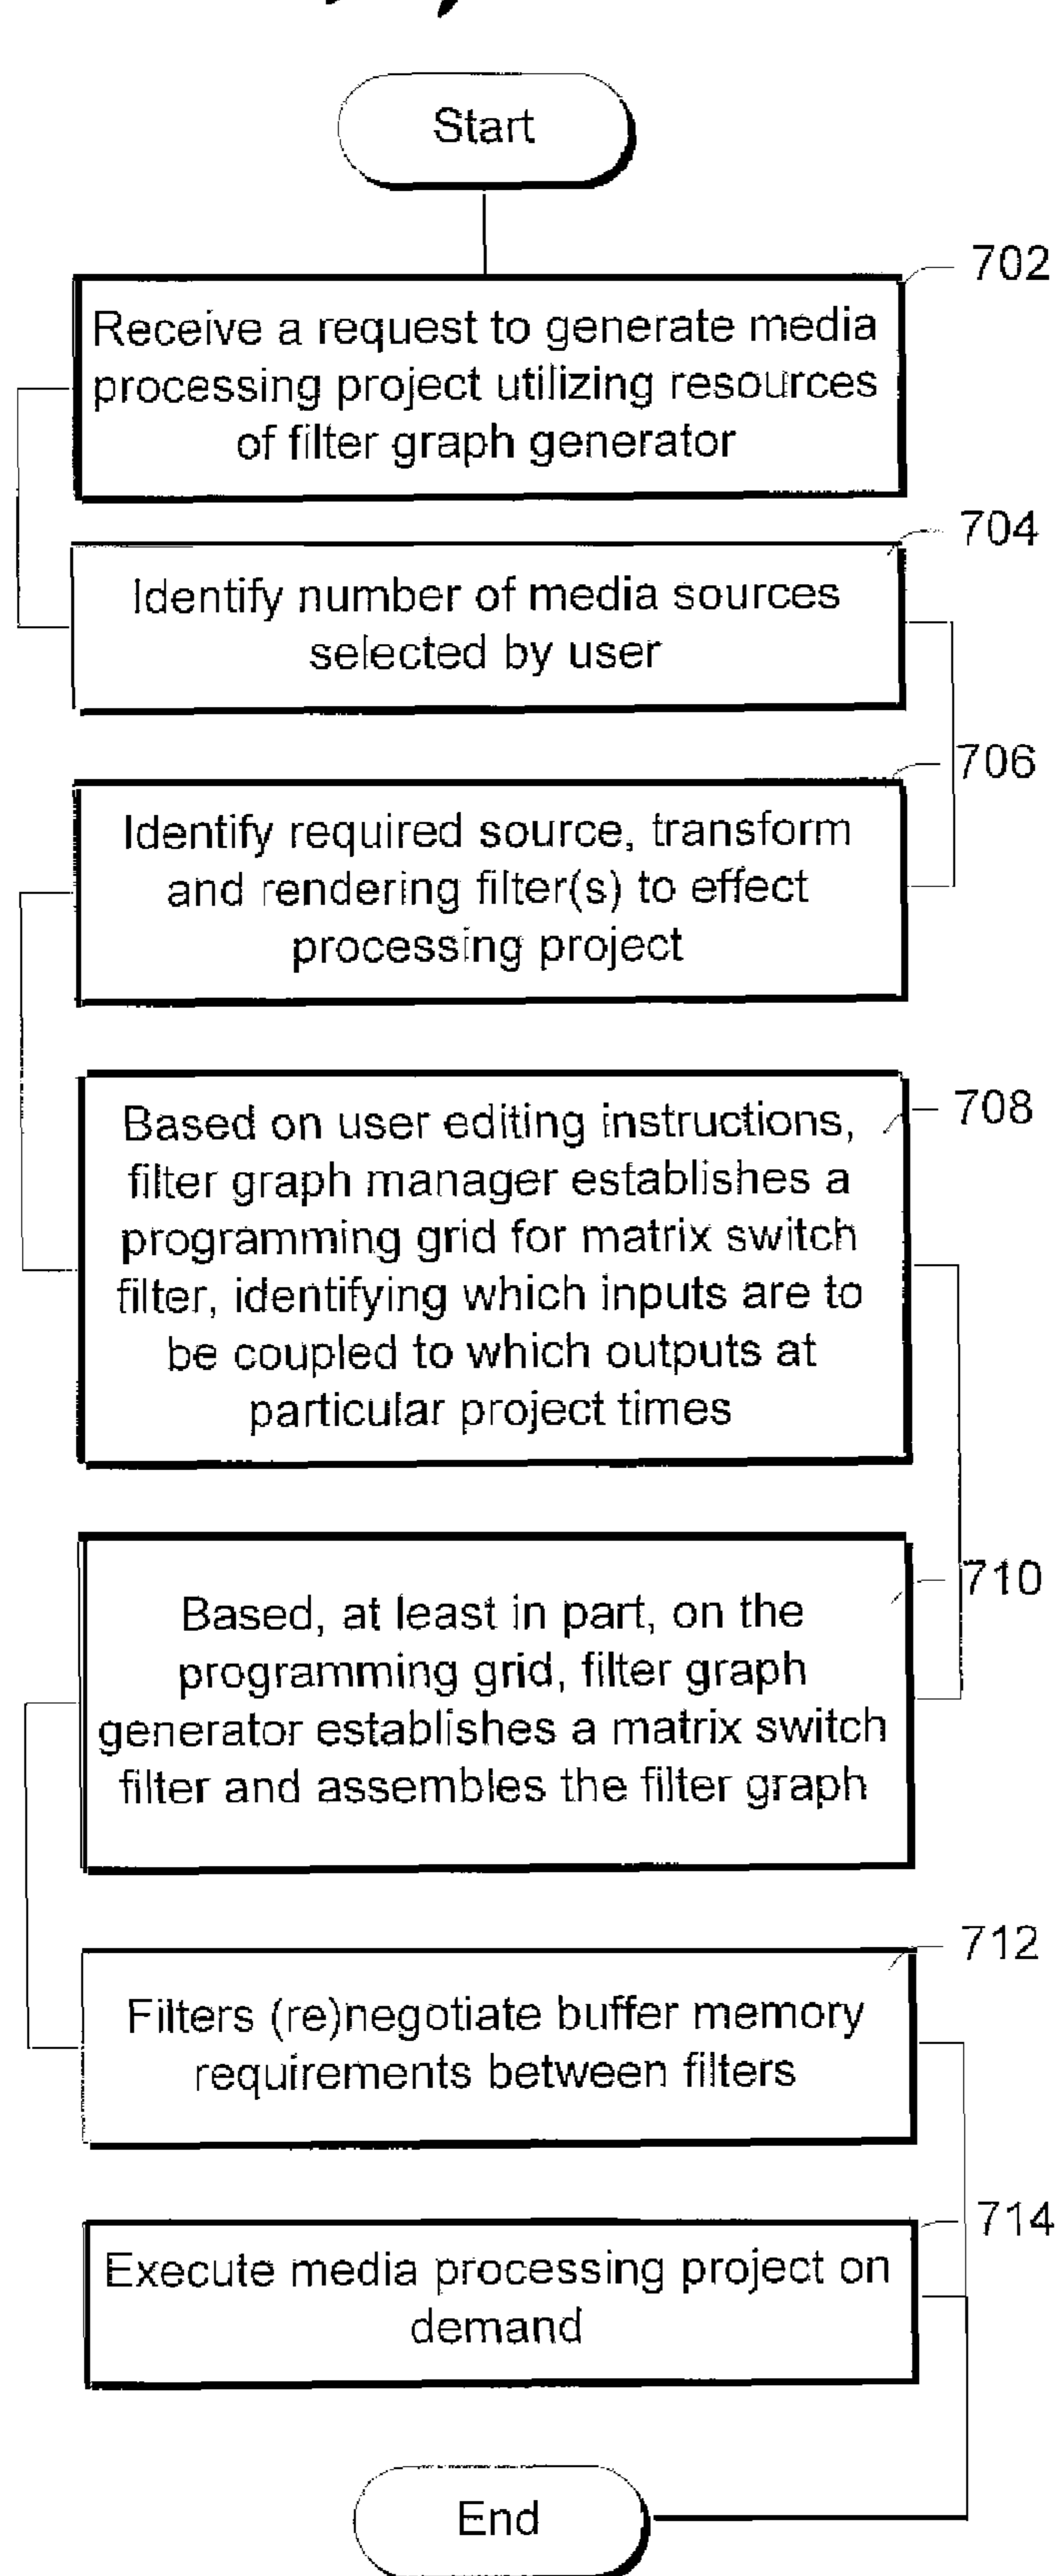 Start
702
Receive a request to generate media
processing project utilizing resources
of filter graph generator
704
Identify number of media sources
selected by user
706
Identify required source, transform
and rendering filter(s) to effect
processing project
708
Based on user editing instructions,
filter graph manager establishes a
programming grid for matrix switch
filter, identifying which inputs are to
be coupled to which outputs at
particular project times
710
Based, at least in part, on the
programming grid, filter graph
generator establishes a matrix switch
filter and assembles the filter graph
712
Filters (re)negotiate buffer memory
requirements between filters
714
Execute media processing project on
demand
End